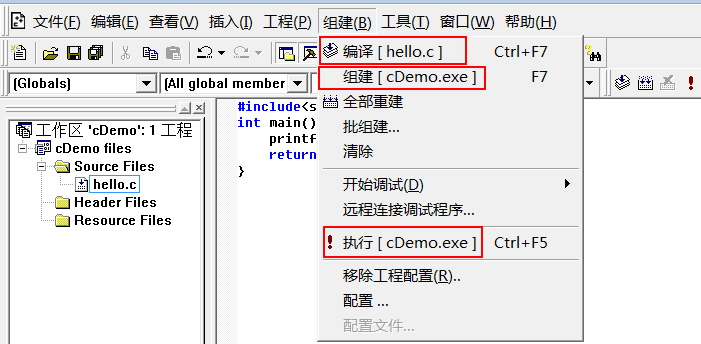 文件(F) 编辑(E) 查看(V) 插入(I) 工程(P) 组建(B) 工具(T) 窗口(W) 帮助(H)
编译 [ hello.c ] Ctrl+F7
组建 [ cDemo.exe ] F7
全部重建
批组建...
清除
开始调试(D)
远程连接调试程序...
执行 [ cDemo.exe ] Ctrl+F5
移除工程配置(R)..
配置 ...
配置文件...
(Globals) (All global member
工作区 'cDemo': 1 工程
cDemo files
Source Files
hello.c
Header Files
Resource Files
#include<s
int main()
printf
return
}